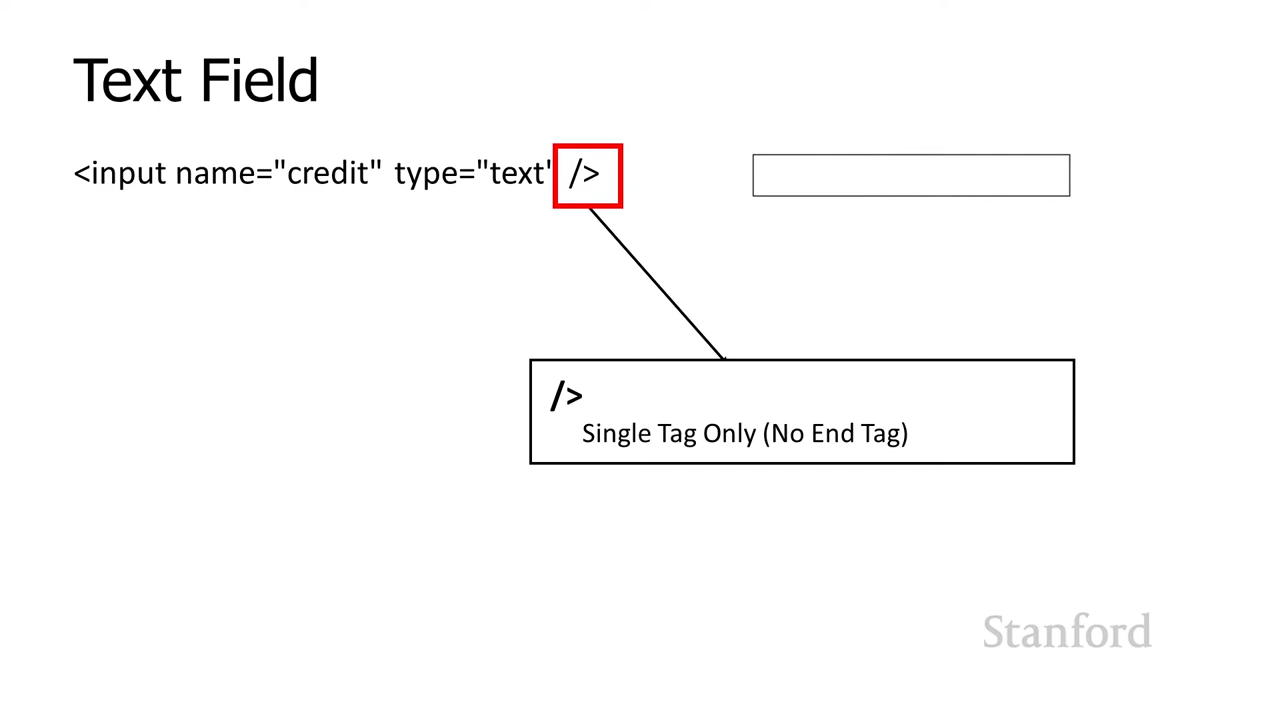 Text Field
<input name="credit" type="text" />
/>
Single Tag Only (No End Tag)
Stanford